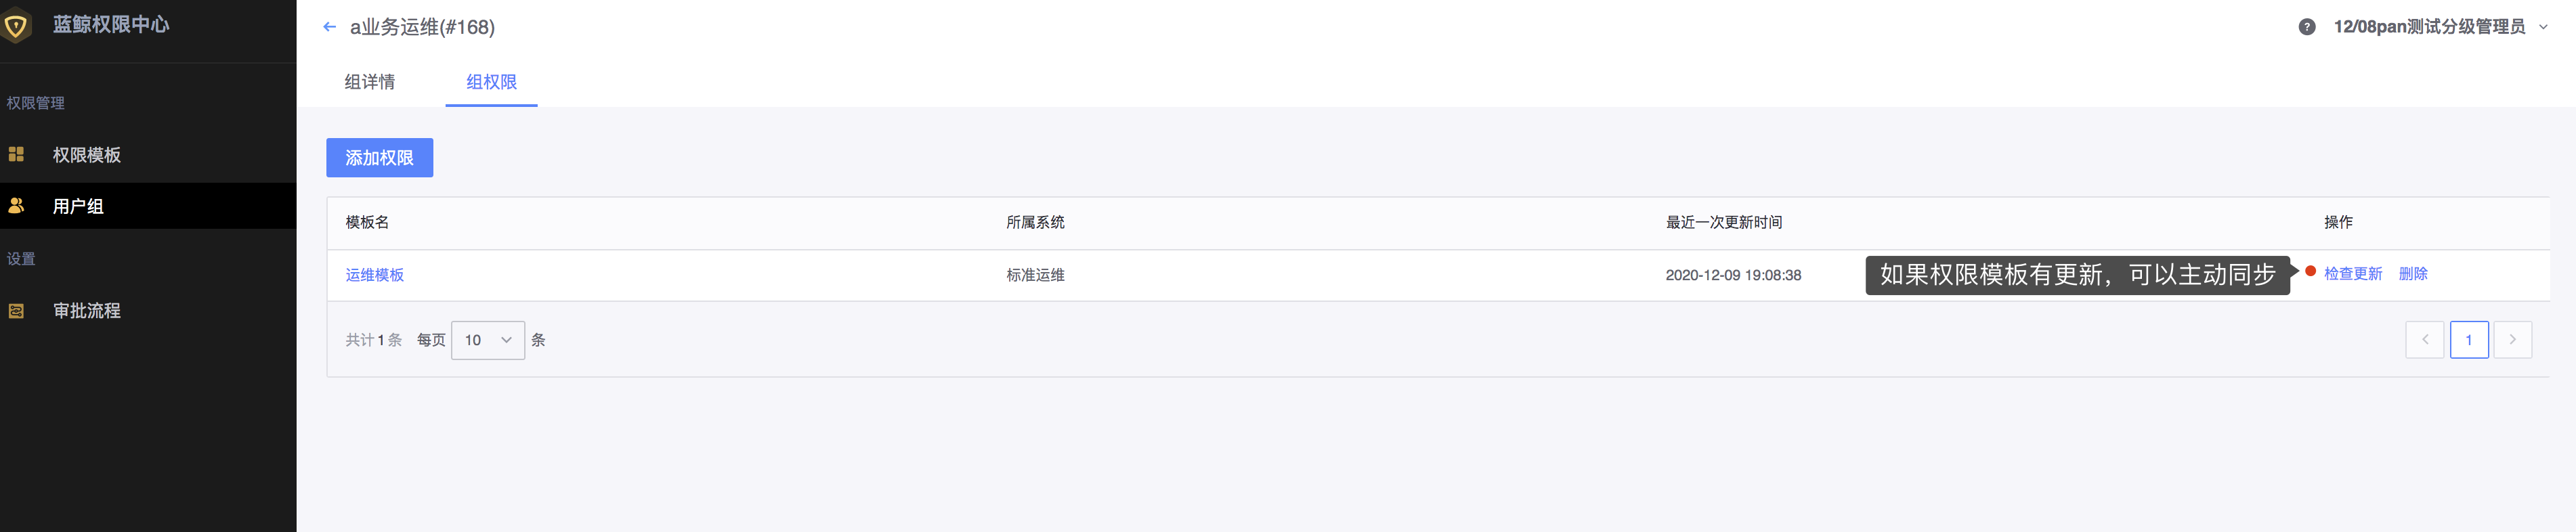 蓝鲸权限中心
权限管理
权限模板
用户组
设置
审批流程
a业务运维(#168)
12/08pan测试分级管理员
组详情 组权限
添加权限
模板名 所属系统 最近一次更新时间 操作
运维模板 标准运维 2020-12-09 19:08:38 如果权限模板有更新，可以主动同步 检查更新 删除
共计 1 条 每页 10 条 1